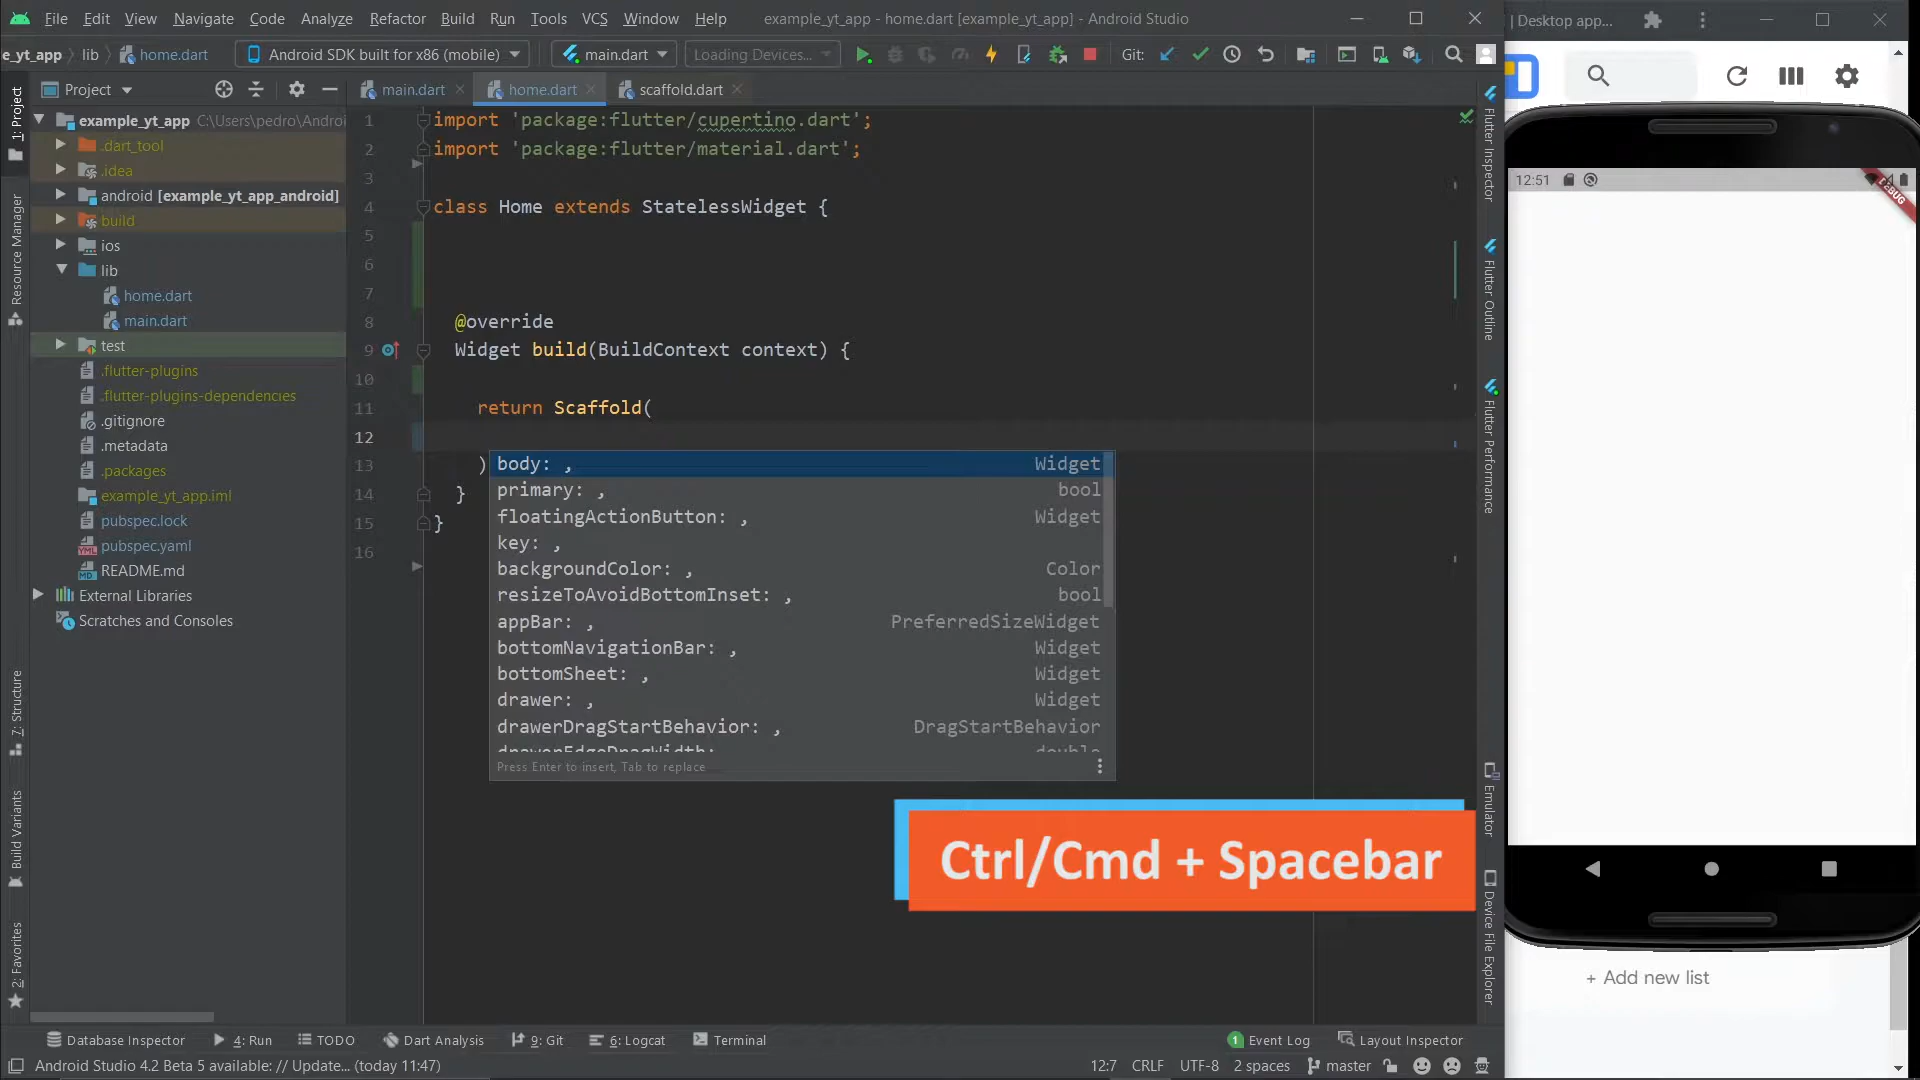 File Edit View Navigate Code Analyze Refactor Build Run Tools VCS Window Help example_yt_app - home.dart [example_yt_app] - Android Studio
| Desktop app...
e_yt_app lib home.dart Android SDK built for x86 (mobile) main.dart Loading Devices... Git:
Project main.dart home.dart scaffold.dart
1: Project
Resource Manager
7: Structure
Build Variants
2: Favorites
example_yt_app C:\Users\pedro\Androi
.dart_tool
.idea
android [example_yt_app_android]
build
ios
lib
home.dart
main.dart
test
.flutter-plugins
.flutter-plugins-dependencies
.gitignore
.metadata
.packages
example_yt_app.iml
pubspec.lock
pubspec.yaml
README.md
External Libraries
Scratches and Consoles
1 import 'package:flutter/cupertino.dart';
2 import 'package:flutter/material.dart';
3
4 class Home extends StatelessWidget {
5
6
7
8 @override
9 Widget build(BuildContext context) {
10
11 return Scaffold(
12
13 )
14 }
15 }
16
body: , Widget
primary: , bool
floatingActionButton: , Widget
key: ,
backgroundColor: , Color
resizeToAvoidBottomInset: , bool
appBar: , PreferredSizeWidget
bottomNavigationBar: , Widget
bottomSheet: , Widget
drawer: , Widget
drawerDragStartBehavior: , DragStartBehavior
drawerEdgeDragWidth: double
Press Enter to insert, Tab to replace
Ctrl/Cmd + Spacebar
Flutter Inspector
Flutter Outline
Flutter Performance
Emulator
Device File Explorer
12:51
DEBUG
+ Add new list
Database Inspector 4: Run TODO Dart Analysis 9: Git 6: Logcat Terminal 1 Event Log Layout Inspector
Android Studio 4.2 Beta 5 available: // Update... (today 11:47) 12:7 CRLF UTF-8 2 spaces master